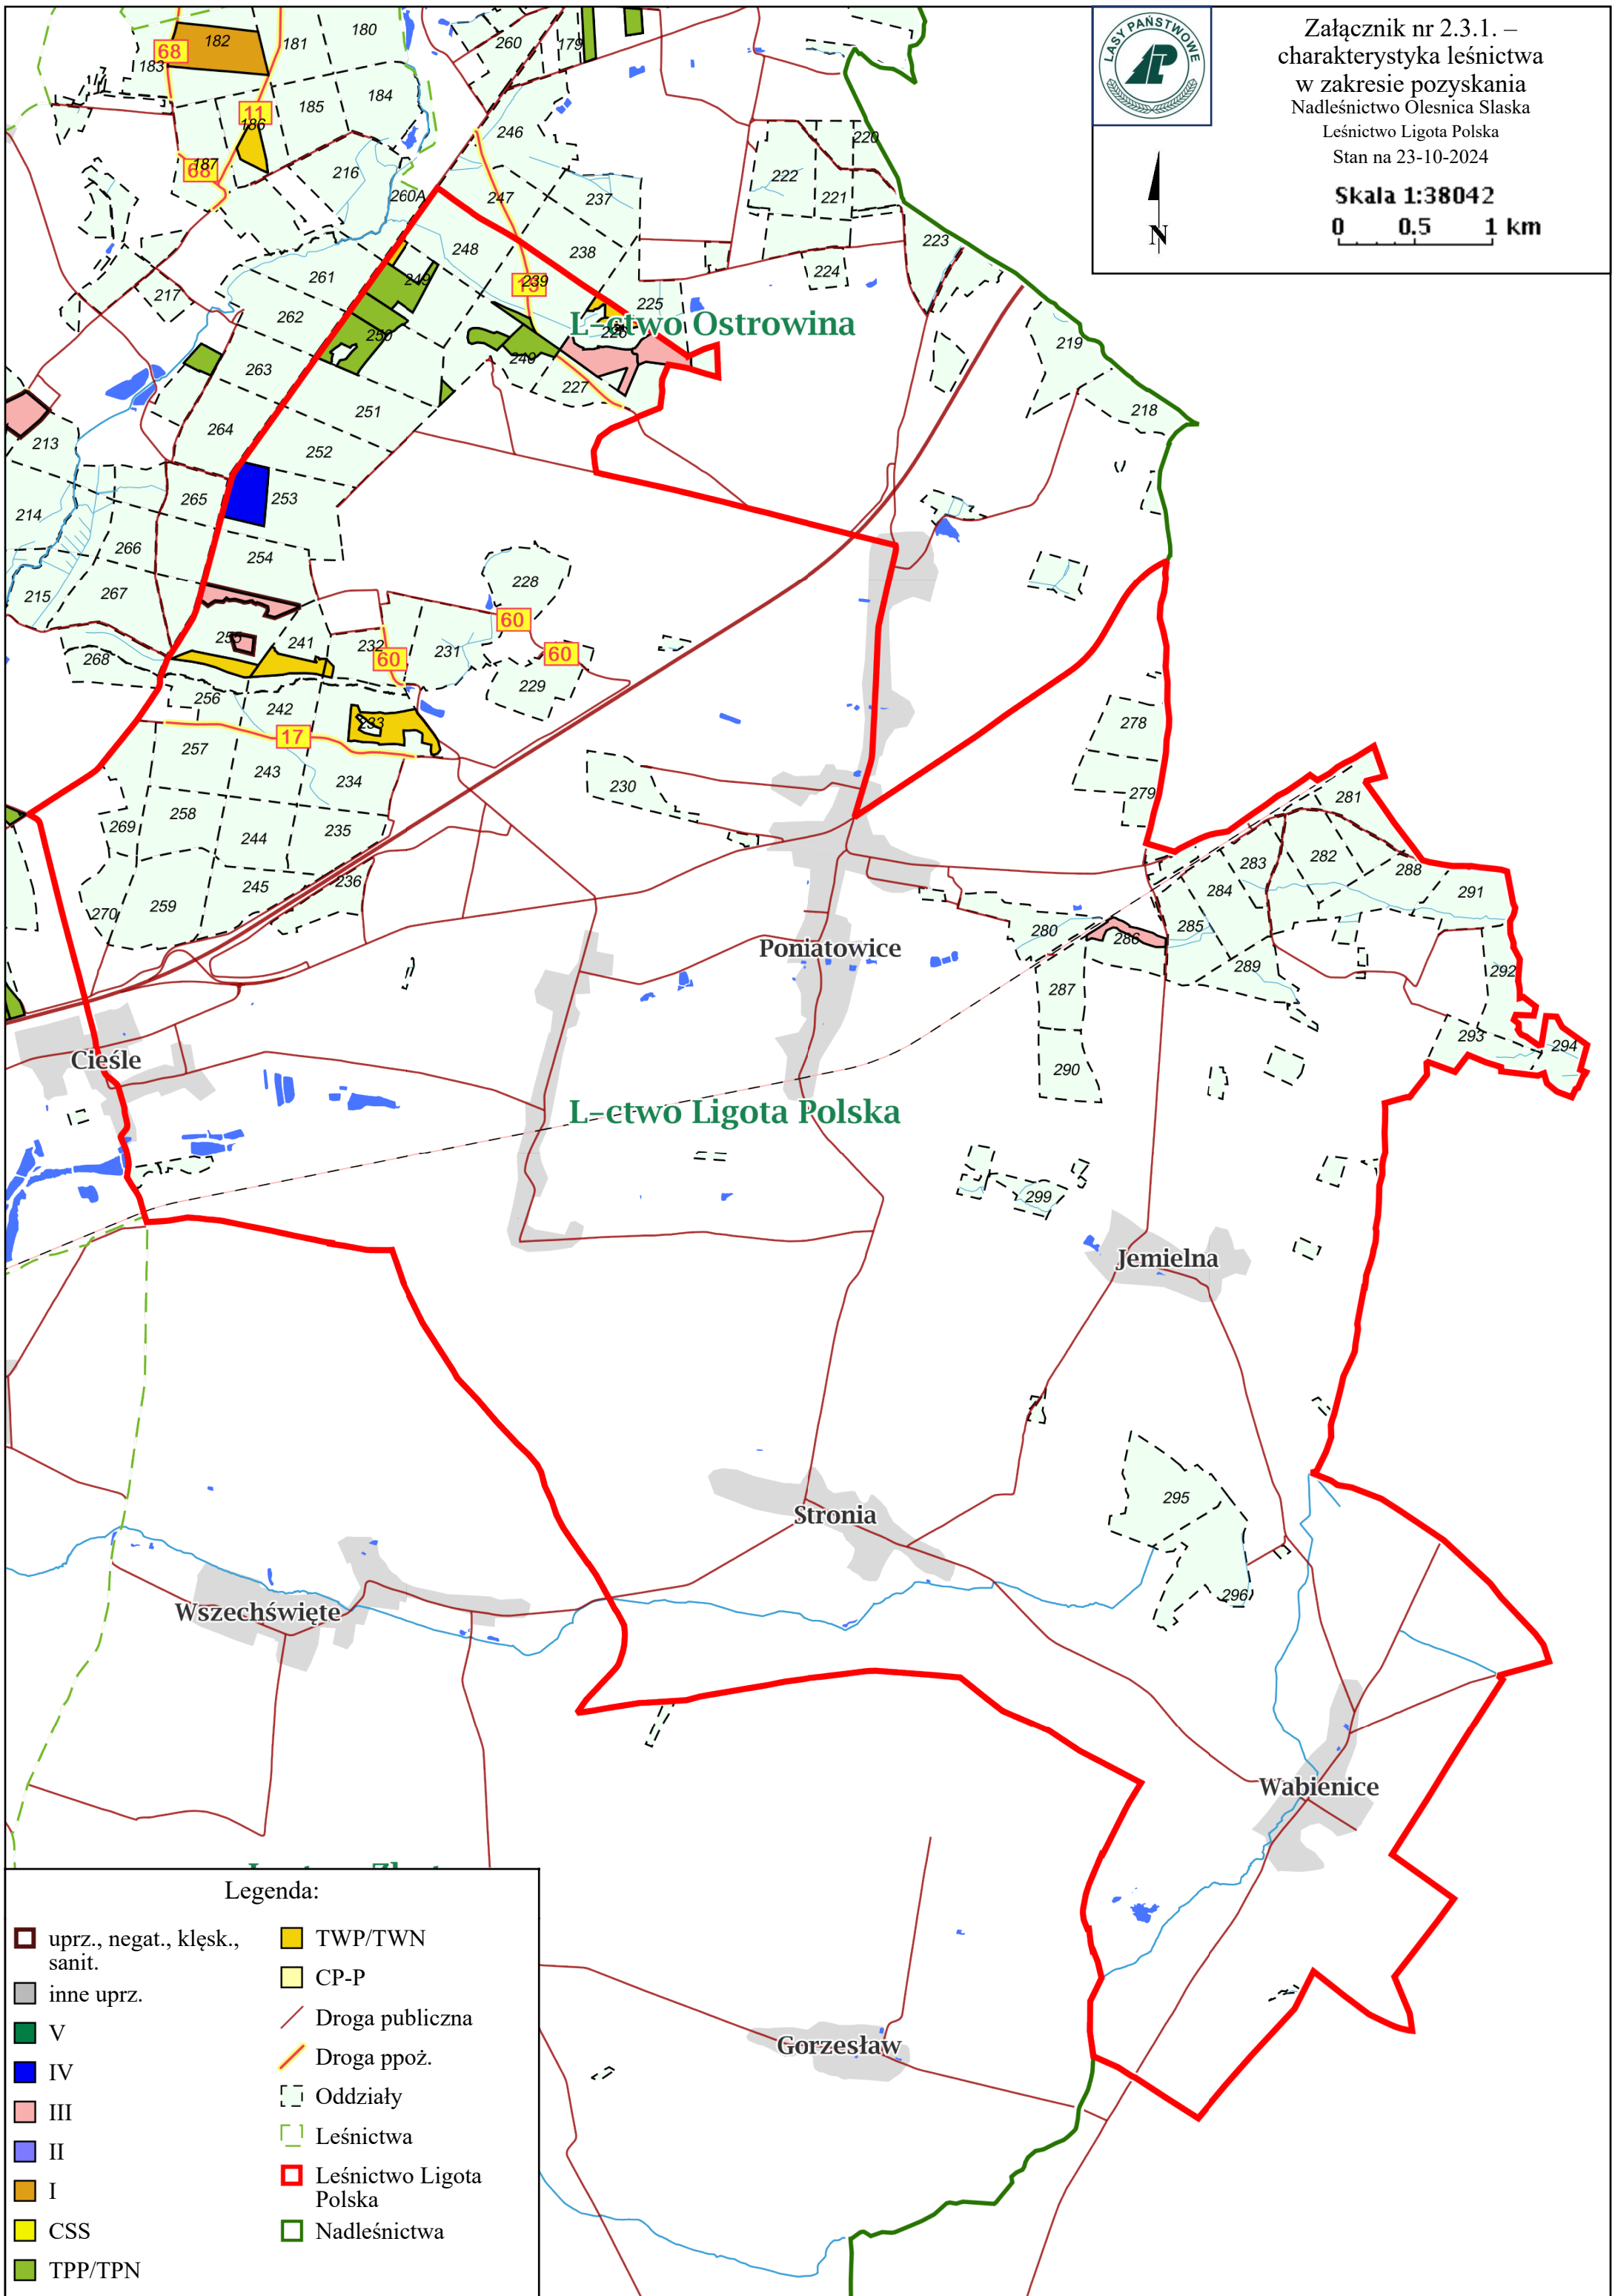 LASY PAŃSTWOWE
Załącznik nr 2.3.1. –
charakterystyka leśnictwa
w zakresie pozyskania
Nadleśnictwo Olesnica Slaska
Leśnictwo Ligota Polska
Stan na 23-10-2024
Skala 1:38042
0 0.5 1 km
N
182
181
180
260
179
68
183
185
184
11
186
246
220
187
68
216
260A
247
237
222
221
248
238
223
217
261
249
239
225
224
262
250
L-ctwo Ostrowina
226
219
263
240
227
251
218
264
213
252
265
253
214
266
254
228
215
267
60
255
241
232
231
60
60
268
229
256
242
233
278
17
257
243
234
230
279
281
258
269
244
235
283
282
288
245
236
284
291
259
270
280
286
285
Poniatowice
289
292
287
293
294
Cieśle
290
L-ctwo Ligota Polska
299
Jemielna
295
Stronia
296
Wszechświęte
Wabienice
Gorzesław
Legenda:
uprz., negat., klęsk.,
sanit.
inne uprz.
V
IV
III
II
I
CSS
TPP/TPN
TWP/TWN
CP-P
Droga publiczna
Droga ppoż.
Oddziały
Leśnictwa
Leśnictwo Ligota
Polska
Nadleśnictwa